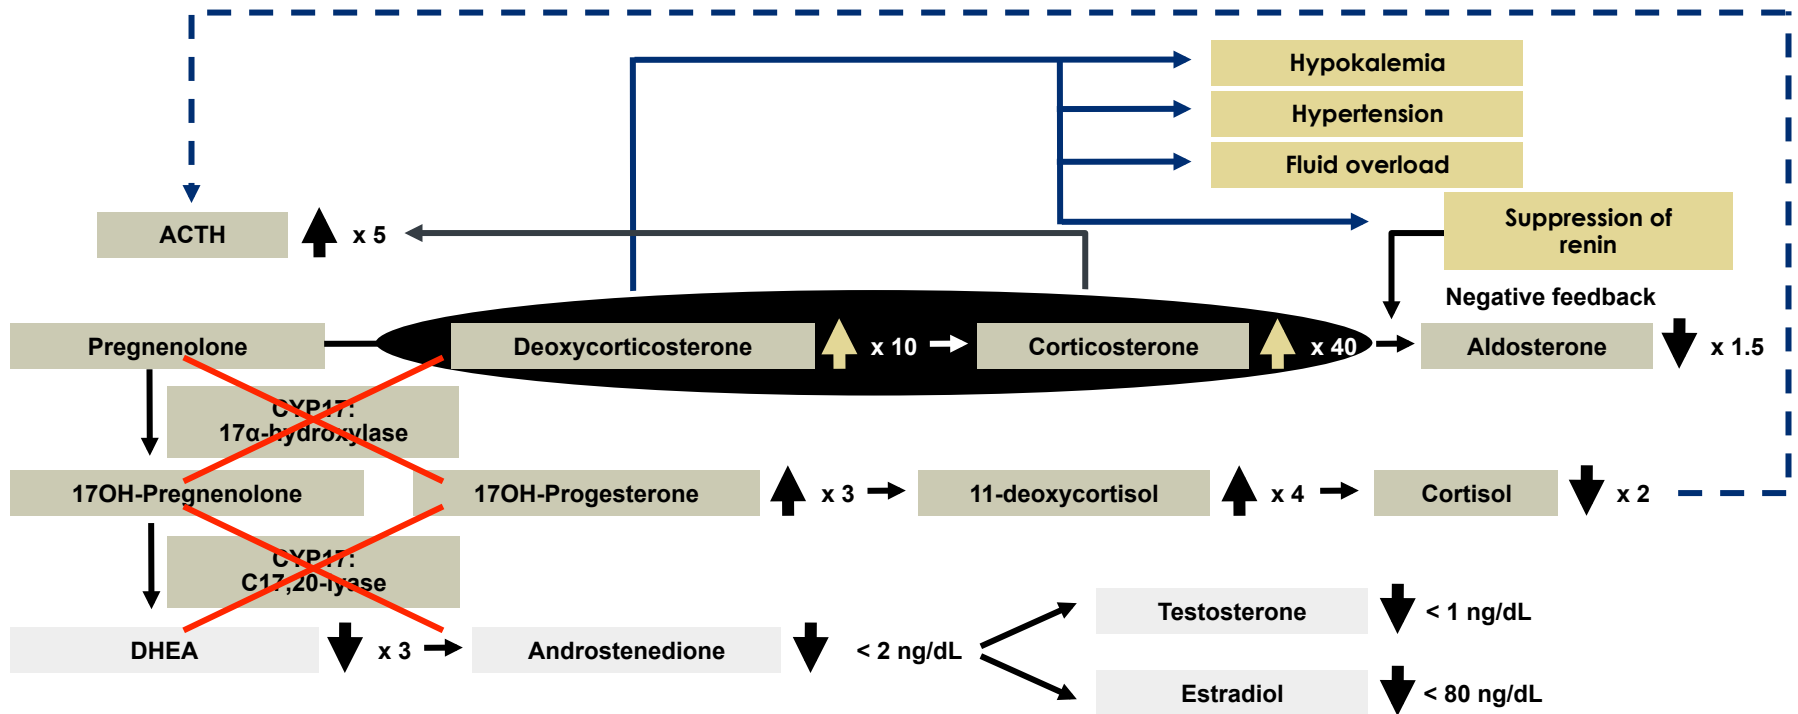 Hypokalemia
Hypertension
Fluid overload
Suppression of
renin
ACTH
x 5
Negative feedback
Pregnenolone
Deoxycorticosterone
x 10
Corticosterone
x 40
Aldosterone
x 1.5
CYP17:
17α-hydroxylase
17OH-Pregnenolone
17OH-Progesterone
x 3
11-deoxycortisol
x 4
Cortisol
x 2
CYP17:
C17,20-lyase
DHEA
x 3
Androstenedione
< 2 ng/dL
Testosterone
< 1 ng/dL
Estradiol
< 80 ng/dL